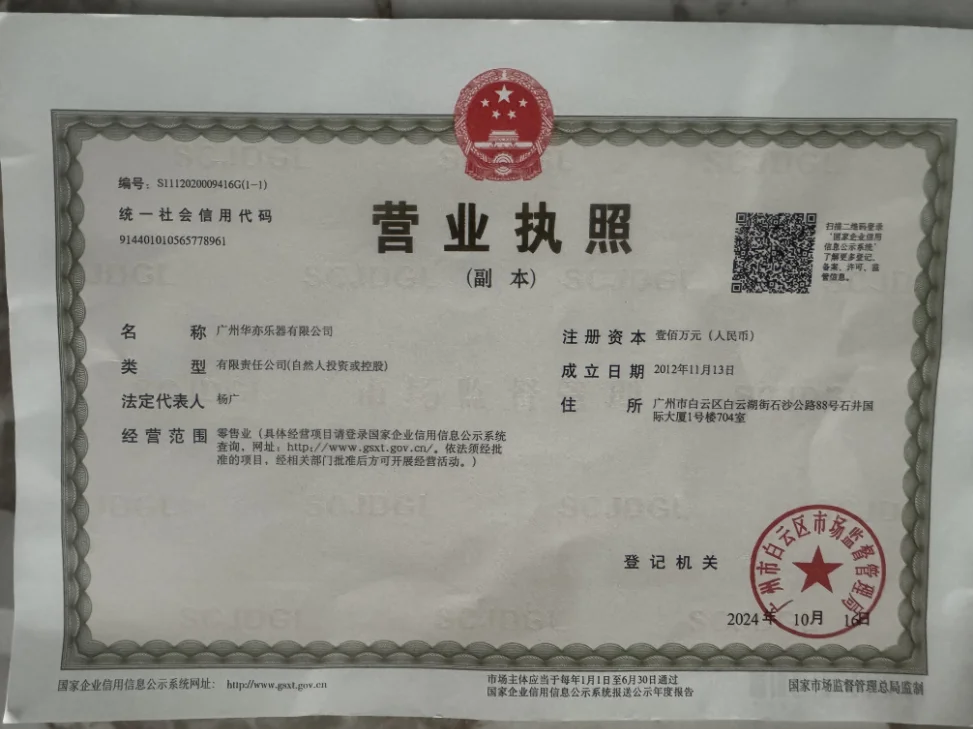 编号：S1112020009416G(1-1)
统一社会信用代码
914401010565778961
营业执照
(副 本)
扫描二维码登录
‘国家企业信用
信息公示系统’
了解更多登记、
备案、许可、监
管信息。
名 称 广州华亦乐器有限公司
类 型 有限责任公司(自然人投资或控股)
法定代表人 杨广
经营范围 零售业（具体经营项目请登录国家企业信用信息公示系统
查询，网址：http://www.gsxt.gov.cn/。依法须经批
准的项目，经相关部门批准后方可开展经营活动。）
注册资本 壹佰万元（人民币）
成立日期 2012年11月13日
住 所 广州市白云区白云湖街石沙公路88号石井国
际大厦1号楼704室
登记机关
广州市白云区市场监督管理局
2024年 10月 16日
国家企业信用信息公示系统网址： http://www.gsxt.gov.cn
市场主体应当于每年1月1日至6月30日通过
国家企业信用信息公示系统报送公示年度报告
国家市场监督管理总局监制
SCJDGL